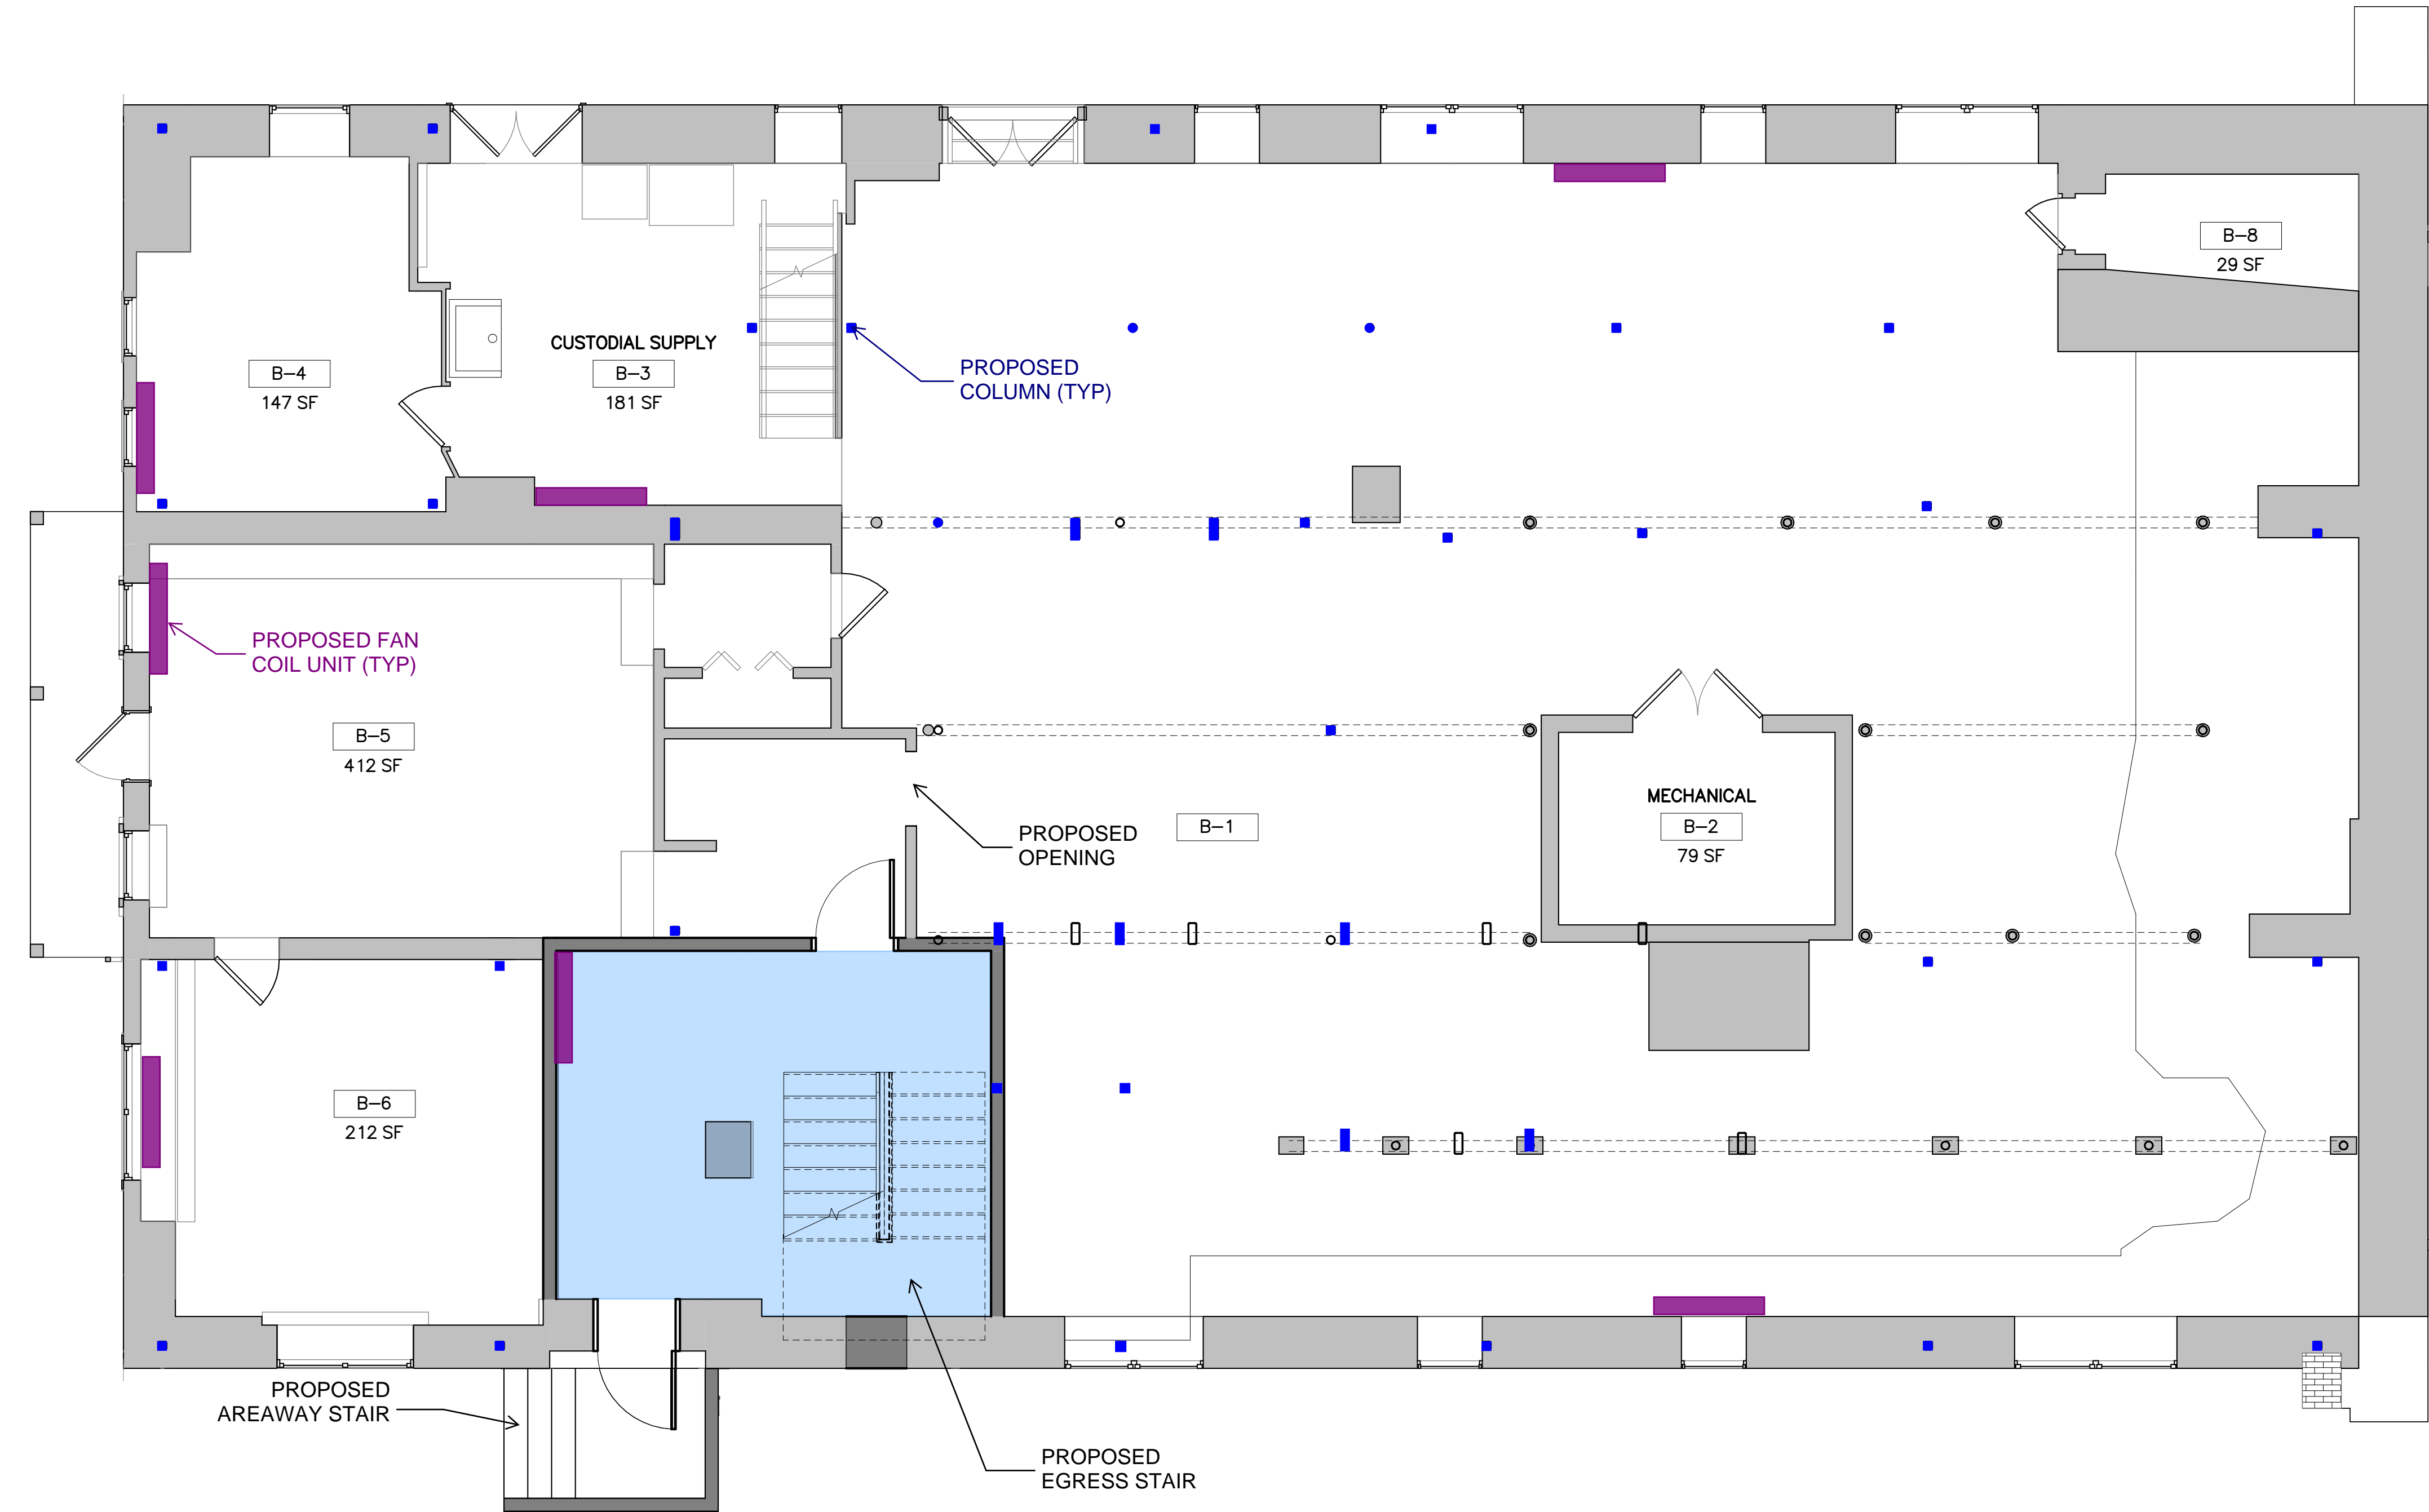 B-8
29 SF
CUSTODIAL SUPPLY
B-3
181 SF
B-4
147 SF
PROPOSED
COLUMN (TYP)
PROPOSED FAN
COIL UNIT (TYP)
B-5
412 SF
PROPOSED
OPENING
B-1
MECHANICAL
B-2
79 SF
B-6
212 SF
PROPOSED
AREAWAY STAIR
PROPOSED
EGRESS STAIR